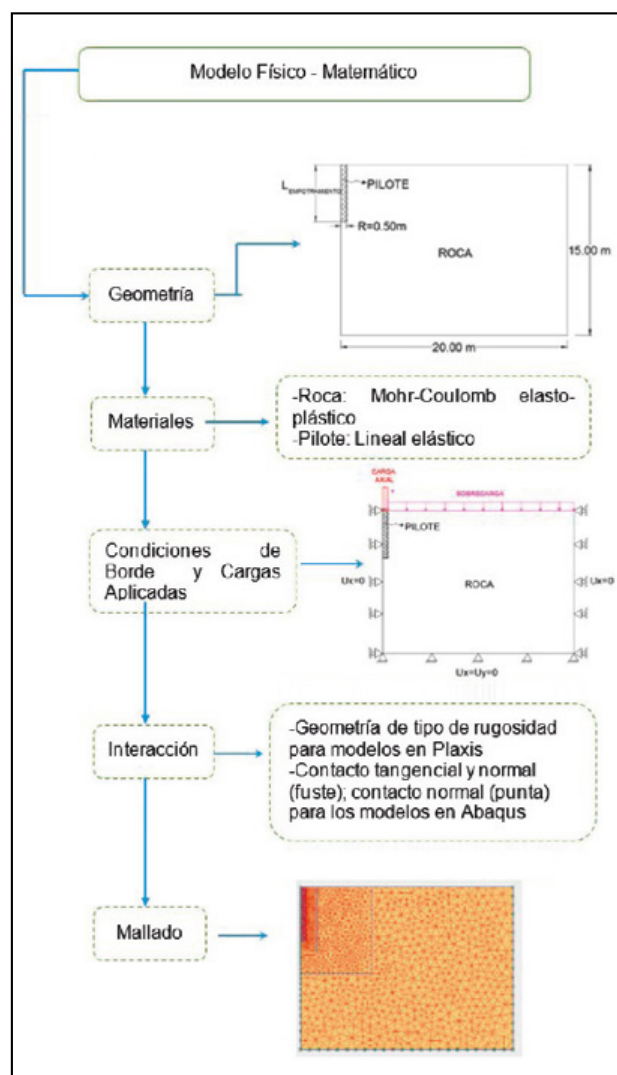 Modelo Físico - Matemático
L EMPOTRAMIENTO
PILOTE
R=0.50m
ROCA
15.00 m
20.00 m
Geometría
Materiales
-Roca: Mohr-Coulomb elasto-
plástico
-Pilote: Lineal elástico
CARGA
AXIAL
SOBRECARGA
PILOTE
Ux=0
ROCA
Ux=0
Ux=Uy=0
Condiciones de
Borde y Cargas
Aplicadas
Interacción
-Geometría de tipo de rugosidad
para modelos en Plaxis
-Contacto tangencial y normal
(fuste); contacto normal (punta)
para los modelos en Abaqus
Mallado